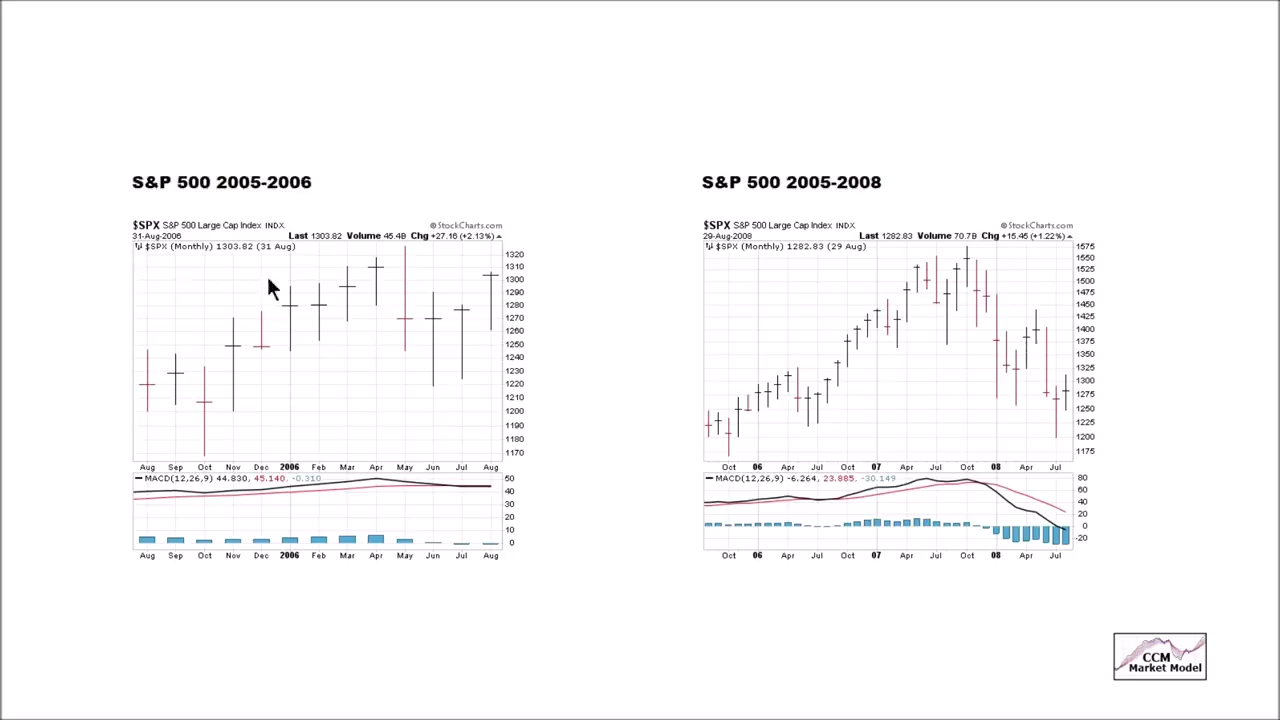 S&P 500 2005-2006
$SPX S&P 500 Large Cap Index INDX
© StockCharts.com
31-Aug-2006
Last 1303.82 Volume 45.4B Chg +27.16 (+2.13%)
$SPX (Monthly) 1303.82 (31 Aug)
1320
1310
1300
1290
1280
1270
1260
1250
1240
1230
1220
1210
1200
1190
1180
1170
Aug Sep Oct Nov Dec 2006 Feb Mar Apr May Jun Jul Aug
MACD(12,26,9) 44.830, 45.140, -0.310
50
40
30
20
10
0
Aug Sep Oct Nov Dec 2006 Feb Mar Apr May Jun Jul Aug
S&P 500 2005-2008
$SPX S&P 500 Large Cap Index INDX
© StockCharts.com
29-Aug-2008
Last 1282.83 Volume 70.7B Chg +15.45 (+1.22%)
$SPX (Monthly) 1282.83 (29 Aug)
1575
1550
1525
1500
1475
1450
1425
1400
1375
1350
1325
1300
1275
1250
1225
1200
1175
Oct 06 Apr Jul Oct 07 Apr Jul Oct 08 Apr Jul
MACD(12,26,9) -6.264, 23.885, -30.149
80
60
40
20
0
-20
Oct 06 Apr Jul Oct 07 Apr Jul Oct 08 Apr Jul
CCM
Market Model